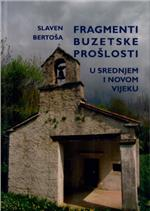 SLAVEN
BERTOŠA
FRAGMENTI
BUZETSKE
PROŠLOSTI
U SREDNJEM
I NOVOM
VIJEKU